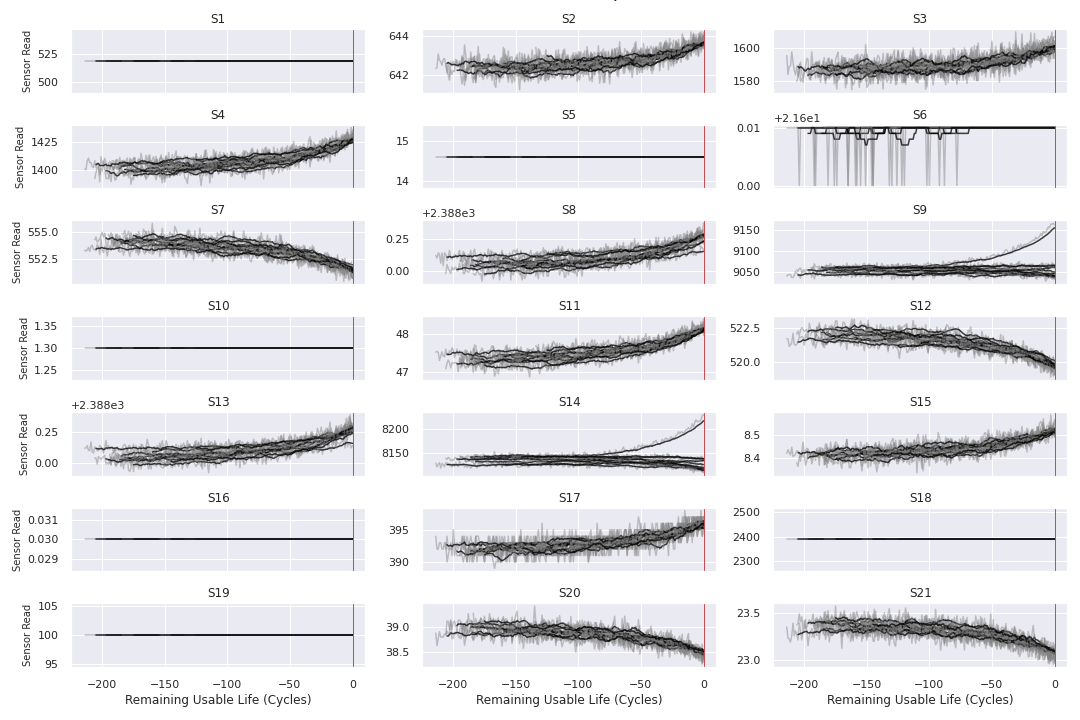 S1 S2 S3
Sensor Read 525 500 644 642 1600 1580
S4 S5 S6
Sensor Read 1425 1400 15 14 +2.16e1 0.01 0.00
S7 S8 S9
Sensor Read 555.0 552.5 +2.388e3 0.25 0.00 9150 9100 9050
S10 S11 S12
Sensor Read 1.35 1.30 1.25 48 47 522.5 520.0
S13 S14 S15
Sensor Read +2.388e3 0.25 0.00 8200 8150 8.5 8.4
S16 S17 S18
Sensor Read 0.031 0.030 0.029 395 390 2500 2400 2300
S19 S20 S21
Sensor Read 105 100 95 39.0 38.5 23.5 23.0
−200 −150 −100 −50 0 −200 −150 −100 −50 0 −200 −150 −100 −50 0
Remaining Usable Life (Cycles) Remaining Usable Life (Cycles) Remaining Usable Life (Cycles)